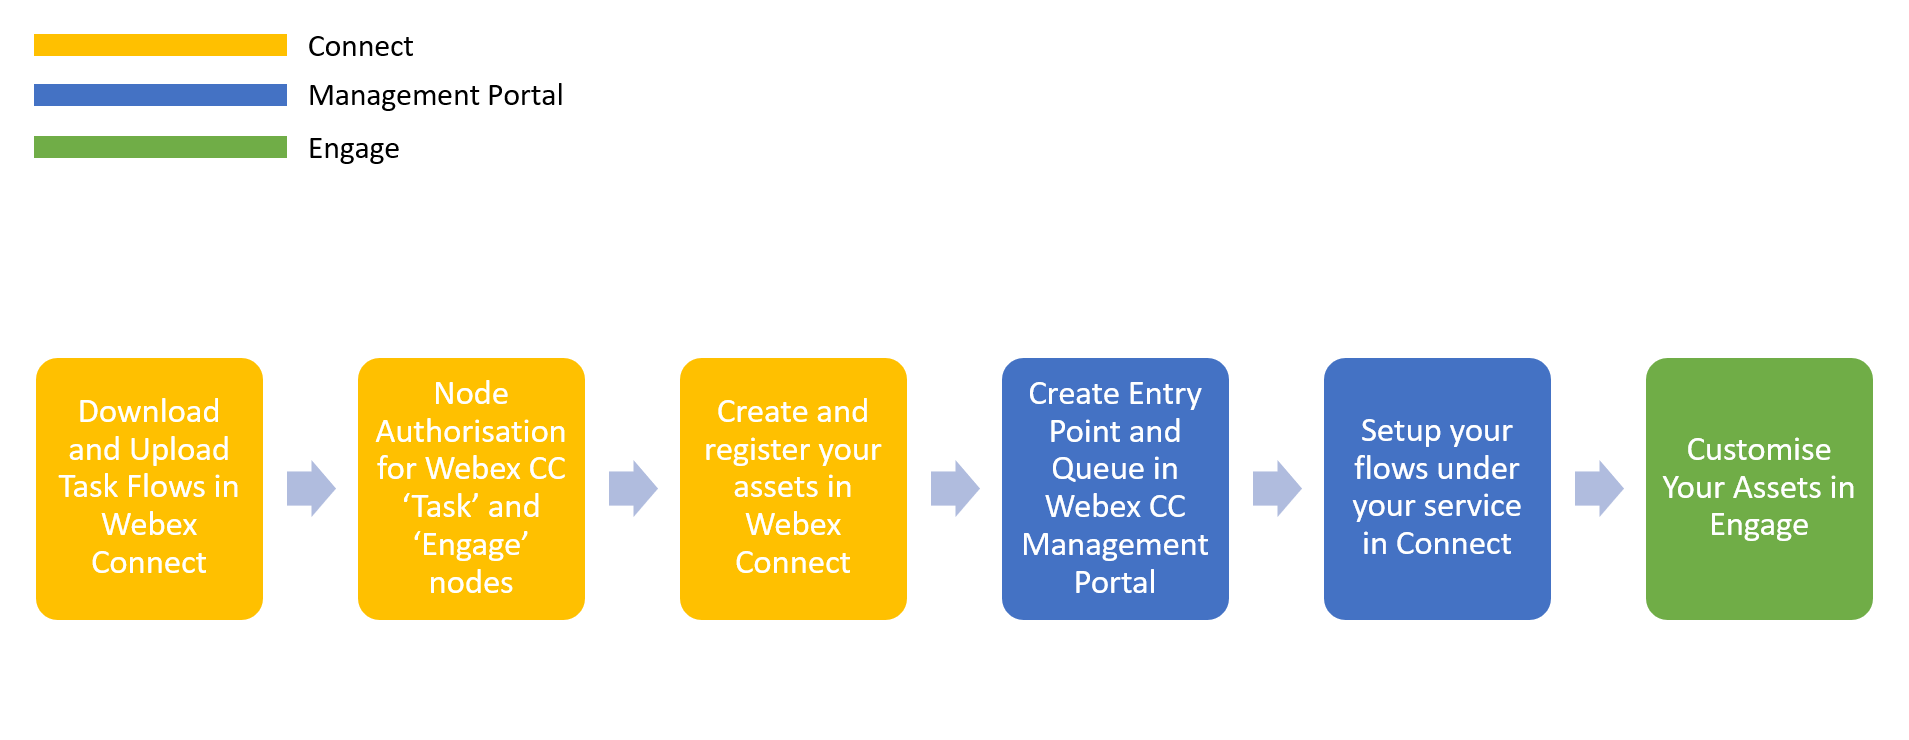 Connect
Management Portal
Engage
Download
and Upload
Task Flows in
Webex
Connect
Node
Authorisation
for Webex CC
‘Task’ and
‘Engage’
nodes
Create and
register your
assets in
Webex
Connect
Create Entry
Point and
Queue in
Webex CC
Management
Portal
Setup your
flows under
your service
in Connect
Customise
Your Assets in
Engage